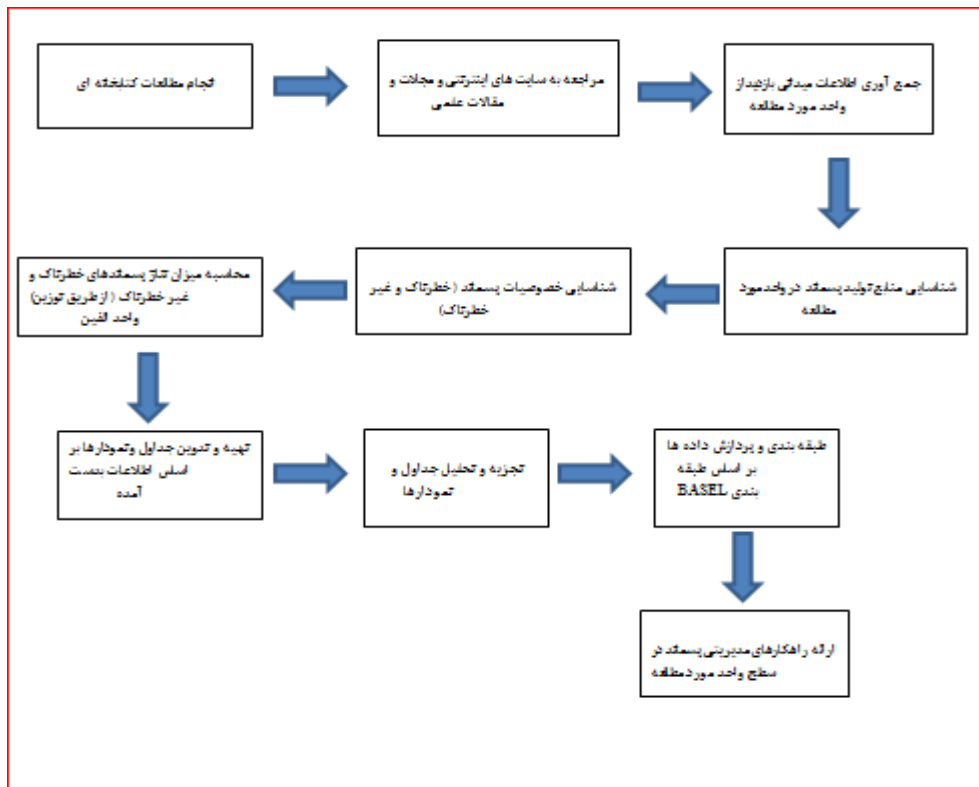 انجام مطالعات کتابخانه ای
مراجعه به سایت های اینترنتی و مجلات و
مقالات علمی
جمع آوری اطلاعات میدانی بازدید از
واحد مورد مطالعه
شناسایی منابع تولید پسماند در واحد مورد
مطالعه
شناسایی خصوصیات پسماند (خطرناک و غیر
خطرناک)
محاسبه میزان تناژ پسماندهای خطرناک و
غیر خطرناک (از طریق توزین)
واحد الفین
تهیه و تدوین جداول ونمودارها بر
اساس اطلاعات بدست
آمده
تجزیه و تحلیل جداول و
نمودارها
طبقه بندی و پردازش داده ها
بر اساس طبقه
بندی BASEL
ارائه راهکارهای مدیریتی پسماند در
سطح واحد مورد مطالعه